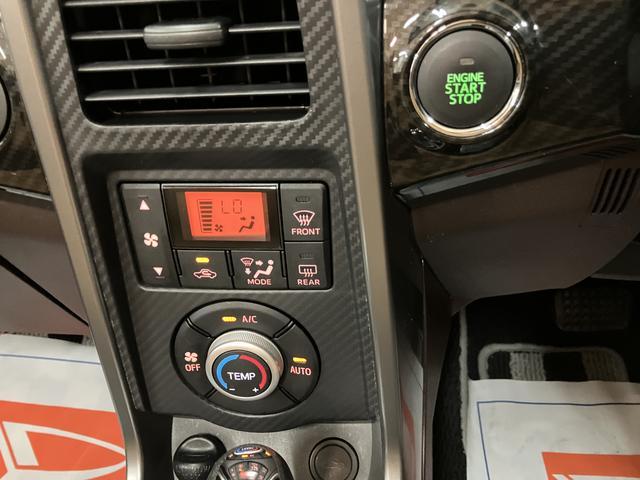 ENGINE
START
STOP
LO
FRONT
MODE
REAR
A/C
OFF
AUTO
TEMP
- +